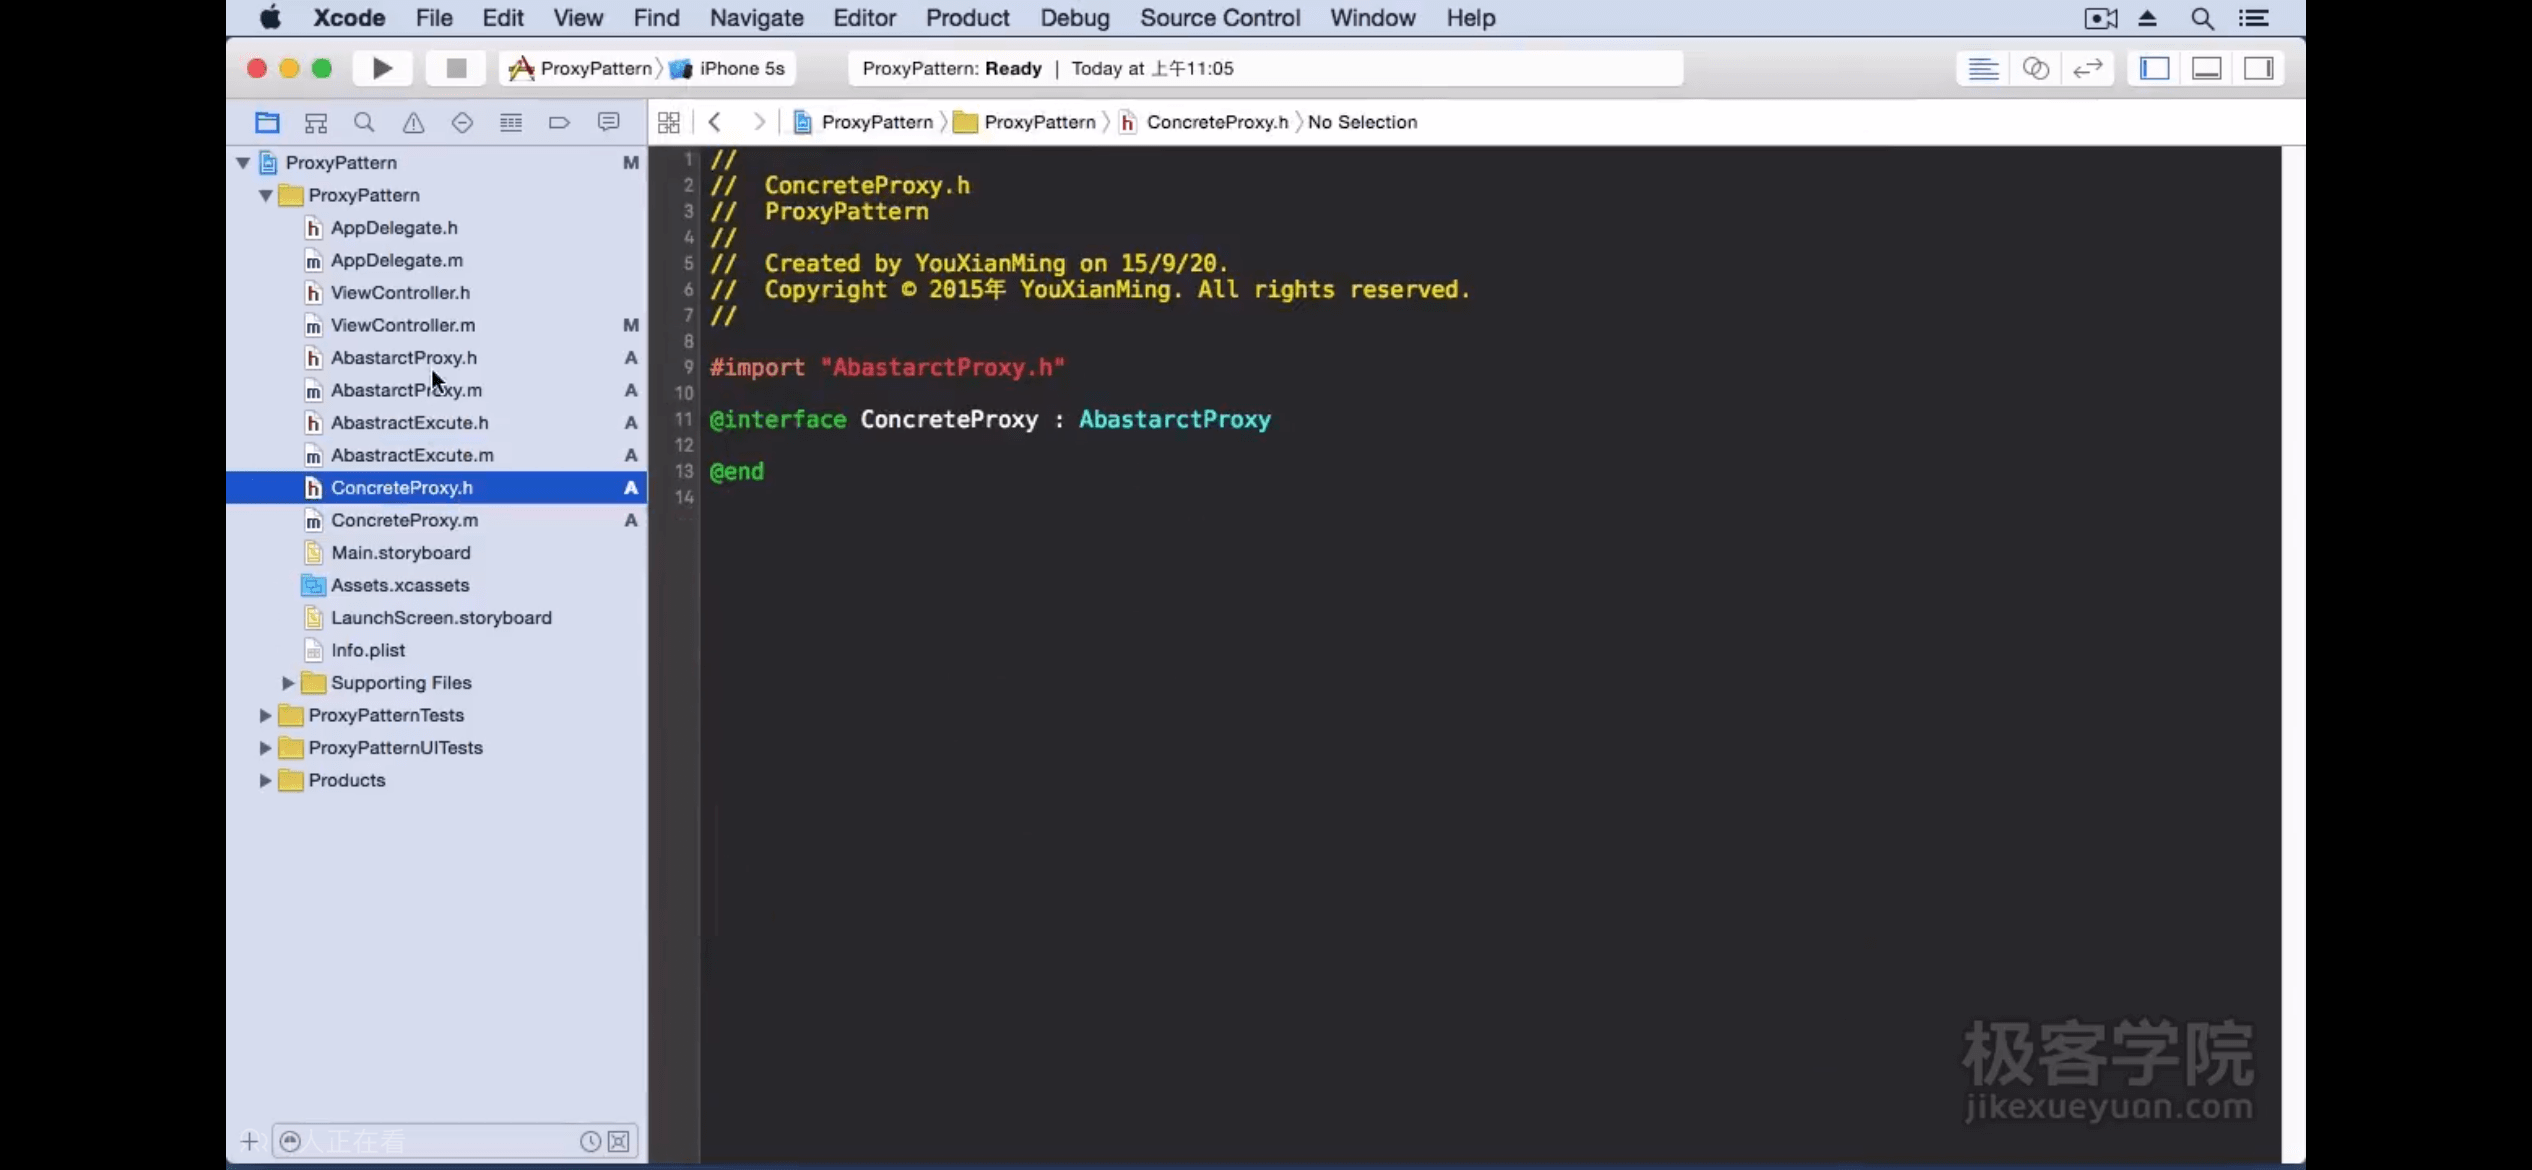 Xcode File Edit View Find Navigate Editor Product Debug Source Control Window Help
ProxyPattern iPhone 5s
ProxyPattern: Ready | Today at 上午11:05
ProxyPattern ProxyPattern h ConcreteProxy.h No Selection
ProxyPattern M
ProxyPattern
h AppDelegate.h
m AppDelegate.m
h ViewController.h
m ViewController.m M
h AbastarctProxy.h A
m AbastarctProxy.m A
h AbastractExcute.h A
m AbastractExcute.m A
h ConcreteProxy.h A
m ConcreteProxy.m A
Main.storyboard
Assets.xcassets
LaunchScreen.storyboard
Info.plist
Supporting Files
ProxyPatternTests
ProxyPatternUITests
Products
1 //
2 // ConcreteProxy.h
3 // ProxyPattern
4 //
5 // Created by YouXianMing on 15/9/20.
6 // Copyright © 2015年 YouXianMing. All rights reserved.
7 //
8
9 #import "AbastarctProxy.h"
10
11 @interface ConcreteProxy : AbastarctProxy
12
13 @end
14
极客学院
jikexueyuan.com
人正在看